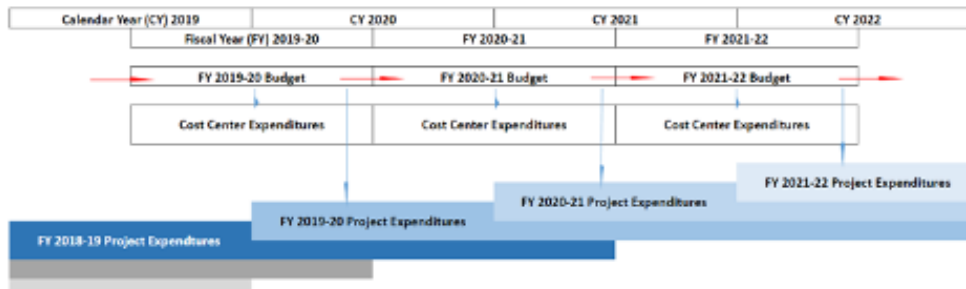 Calendar Year (CY) 2019 CY 2020 CY 2021 CY 2022
Fiscal Year (FY) 2019-20 FY 2020-21 FY 2021-22
FY 2019-20 Budget FY 2020-21 Budget FY 2021-22 Budget
Cost Center Expenditures Cost Center Expenditures Cost Center Expenditures
FY 2021-22 Project Expenditures
FY 2020-21 Project Expenditures
FY 2019-20 Project Expenditures
FY 2018-19 Project Expenditures